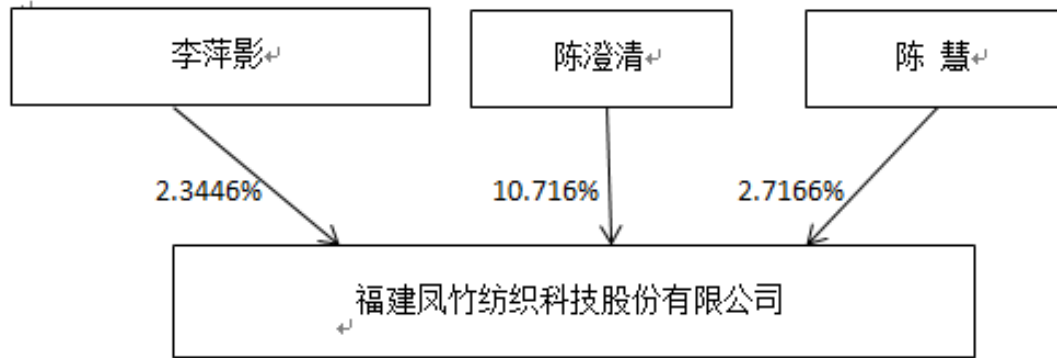 李萍影
陈澄清
陈 慧
2.3446%
10.716%
2.7166%
福建凤竹纺织科技股份有限公司